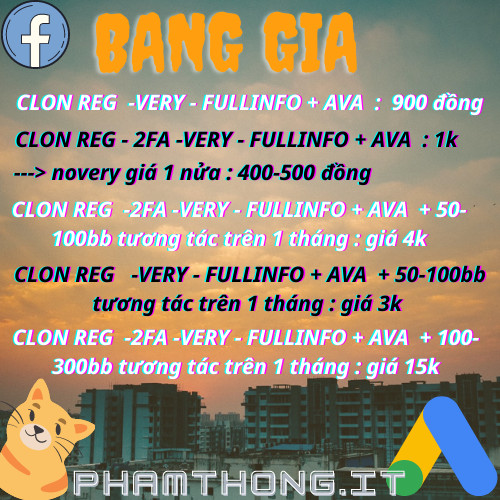 BANG GIA
CLON REG -VERY - FULLINFO + AVA : 900 đồng
CLON REG - 2FA -VERY - FULLINFO + AVA : 1k
---> novery giá 1 nửa : 400-500 đồng
CLON REG -2FA -VERY - FULLINFO + AVA + 50-
100bb tương tác trên 1 tháng : giá 4k
CLON REG -VERY - FULLINFO + AVA + 50-100bb
tương tác trên 1 tháng : giá 3k
CLON REG -2FA -VERY - FULLINFO + AVA + 100-
300bb tương tác trên 1 tháng : giá 15k
PHAMTHONG.IT